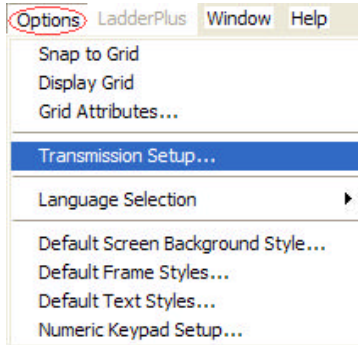 Options LadderPlus Window Help
Snap to Grid
Display Grid
Grid Attributes...
Transmission Setup...
Language Selection
Default Screen Background Style...
Default Frame Styles...
Default Text Styles...
Numeric Keypad Setup...